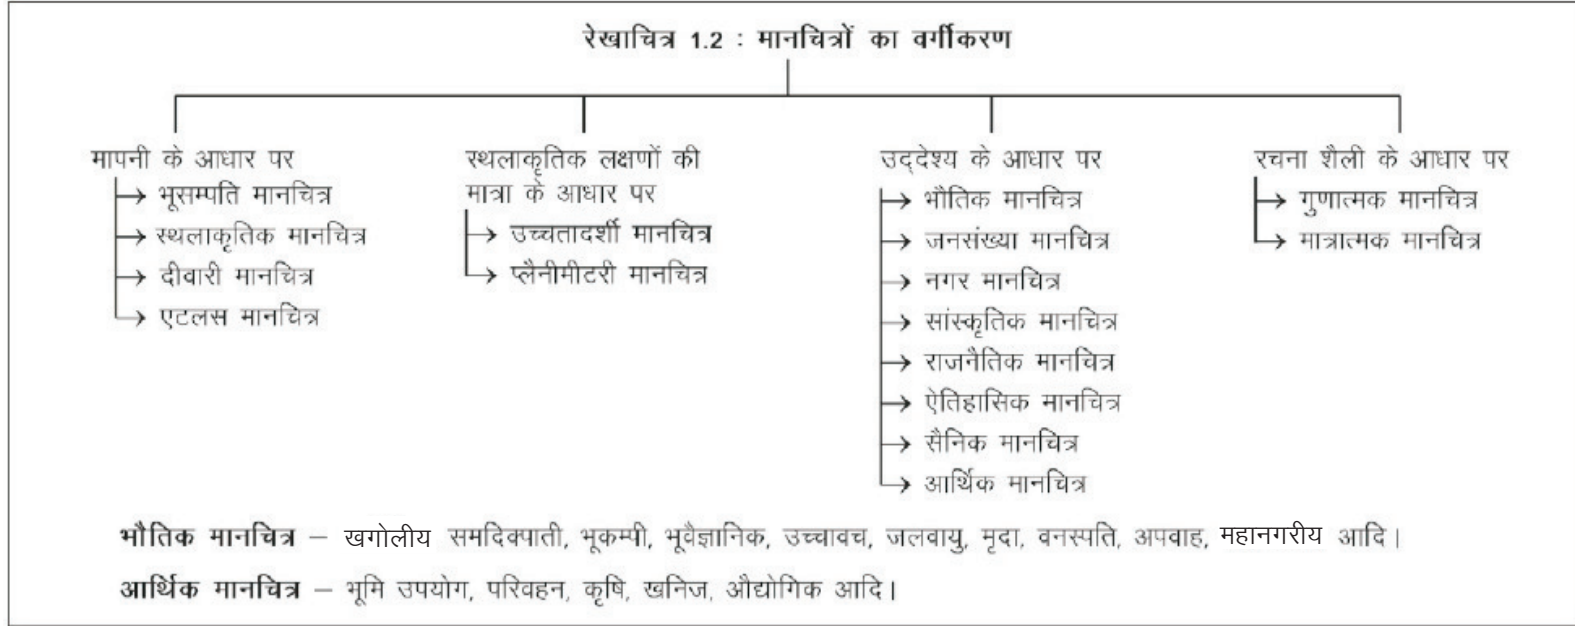 रेखाचित्र 1.2 : मानचित्रों का वर्गीकरण
मापनी के आधार पर
भूसम्पति मानचित्र
स्थलाकृतिक मानचित्र
दीवारी मानचित्र
एटलस मानचित्र
स्थलाकृतिक लक्षणों की
मात्रा के आधार पर
उच्चतादर्शी मानचित्र
प्लैनीमीटरी मानचित्र
उद्देश्य के आधार पर
भौतिक मानचित्र
जनसंख्या मानचित्र
नगर मानचित्र
सांस्कृतिक मानचित्र
राजनैतिक मानचित्र
ऐतिहासिक मानचित्र
सैनिक मानचित्र
आर्थिक मानचित्र
रचना शैली के आधार पर
गुणात्मक मानचित्र
मात्रात्मक मानचित्र
भौतिक मानचित्र – खगोलीय समदिक्पाती, भूकम्पी, भूवैज्ञानिक, उच्चावच, जलवायु, मृदा, वनस्पति, अपवाह, महानगरीय आदि।
आर्थिक मानचित्र – भूमि उपयोग, परिवहन, कृषि, खनिज, औद्योगिक आदि।